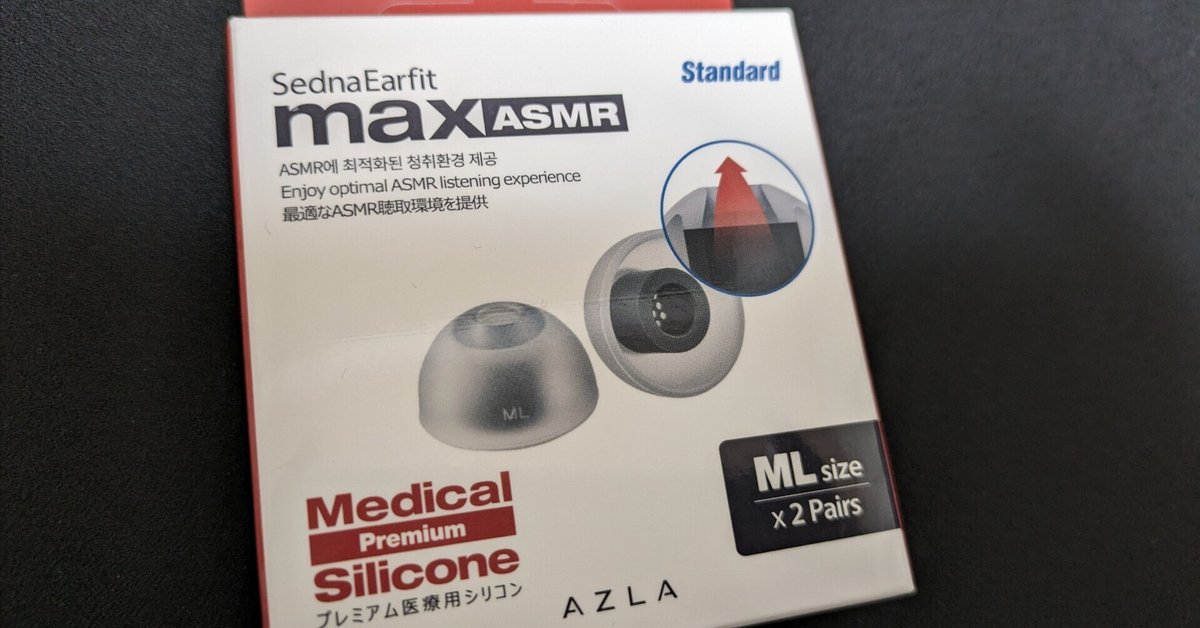 SednaEarfit
max ASMR
Standard
ASMR에 최적화된 청취환경 제공
Enjoy optimal ASMR listening experience
最適なASMR聴取環境を提供
ML
ML size
x 2 Pairs
Medical
Premium
Silicone
プレミアム医療用シリコン
AZLA